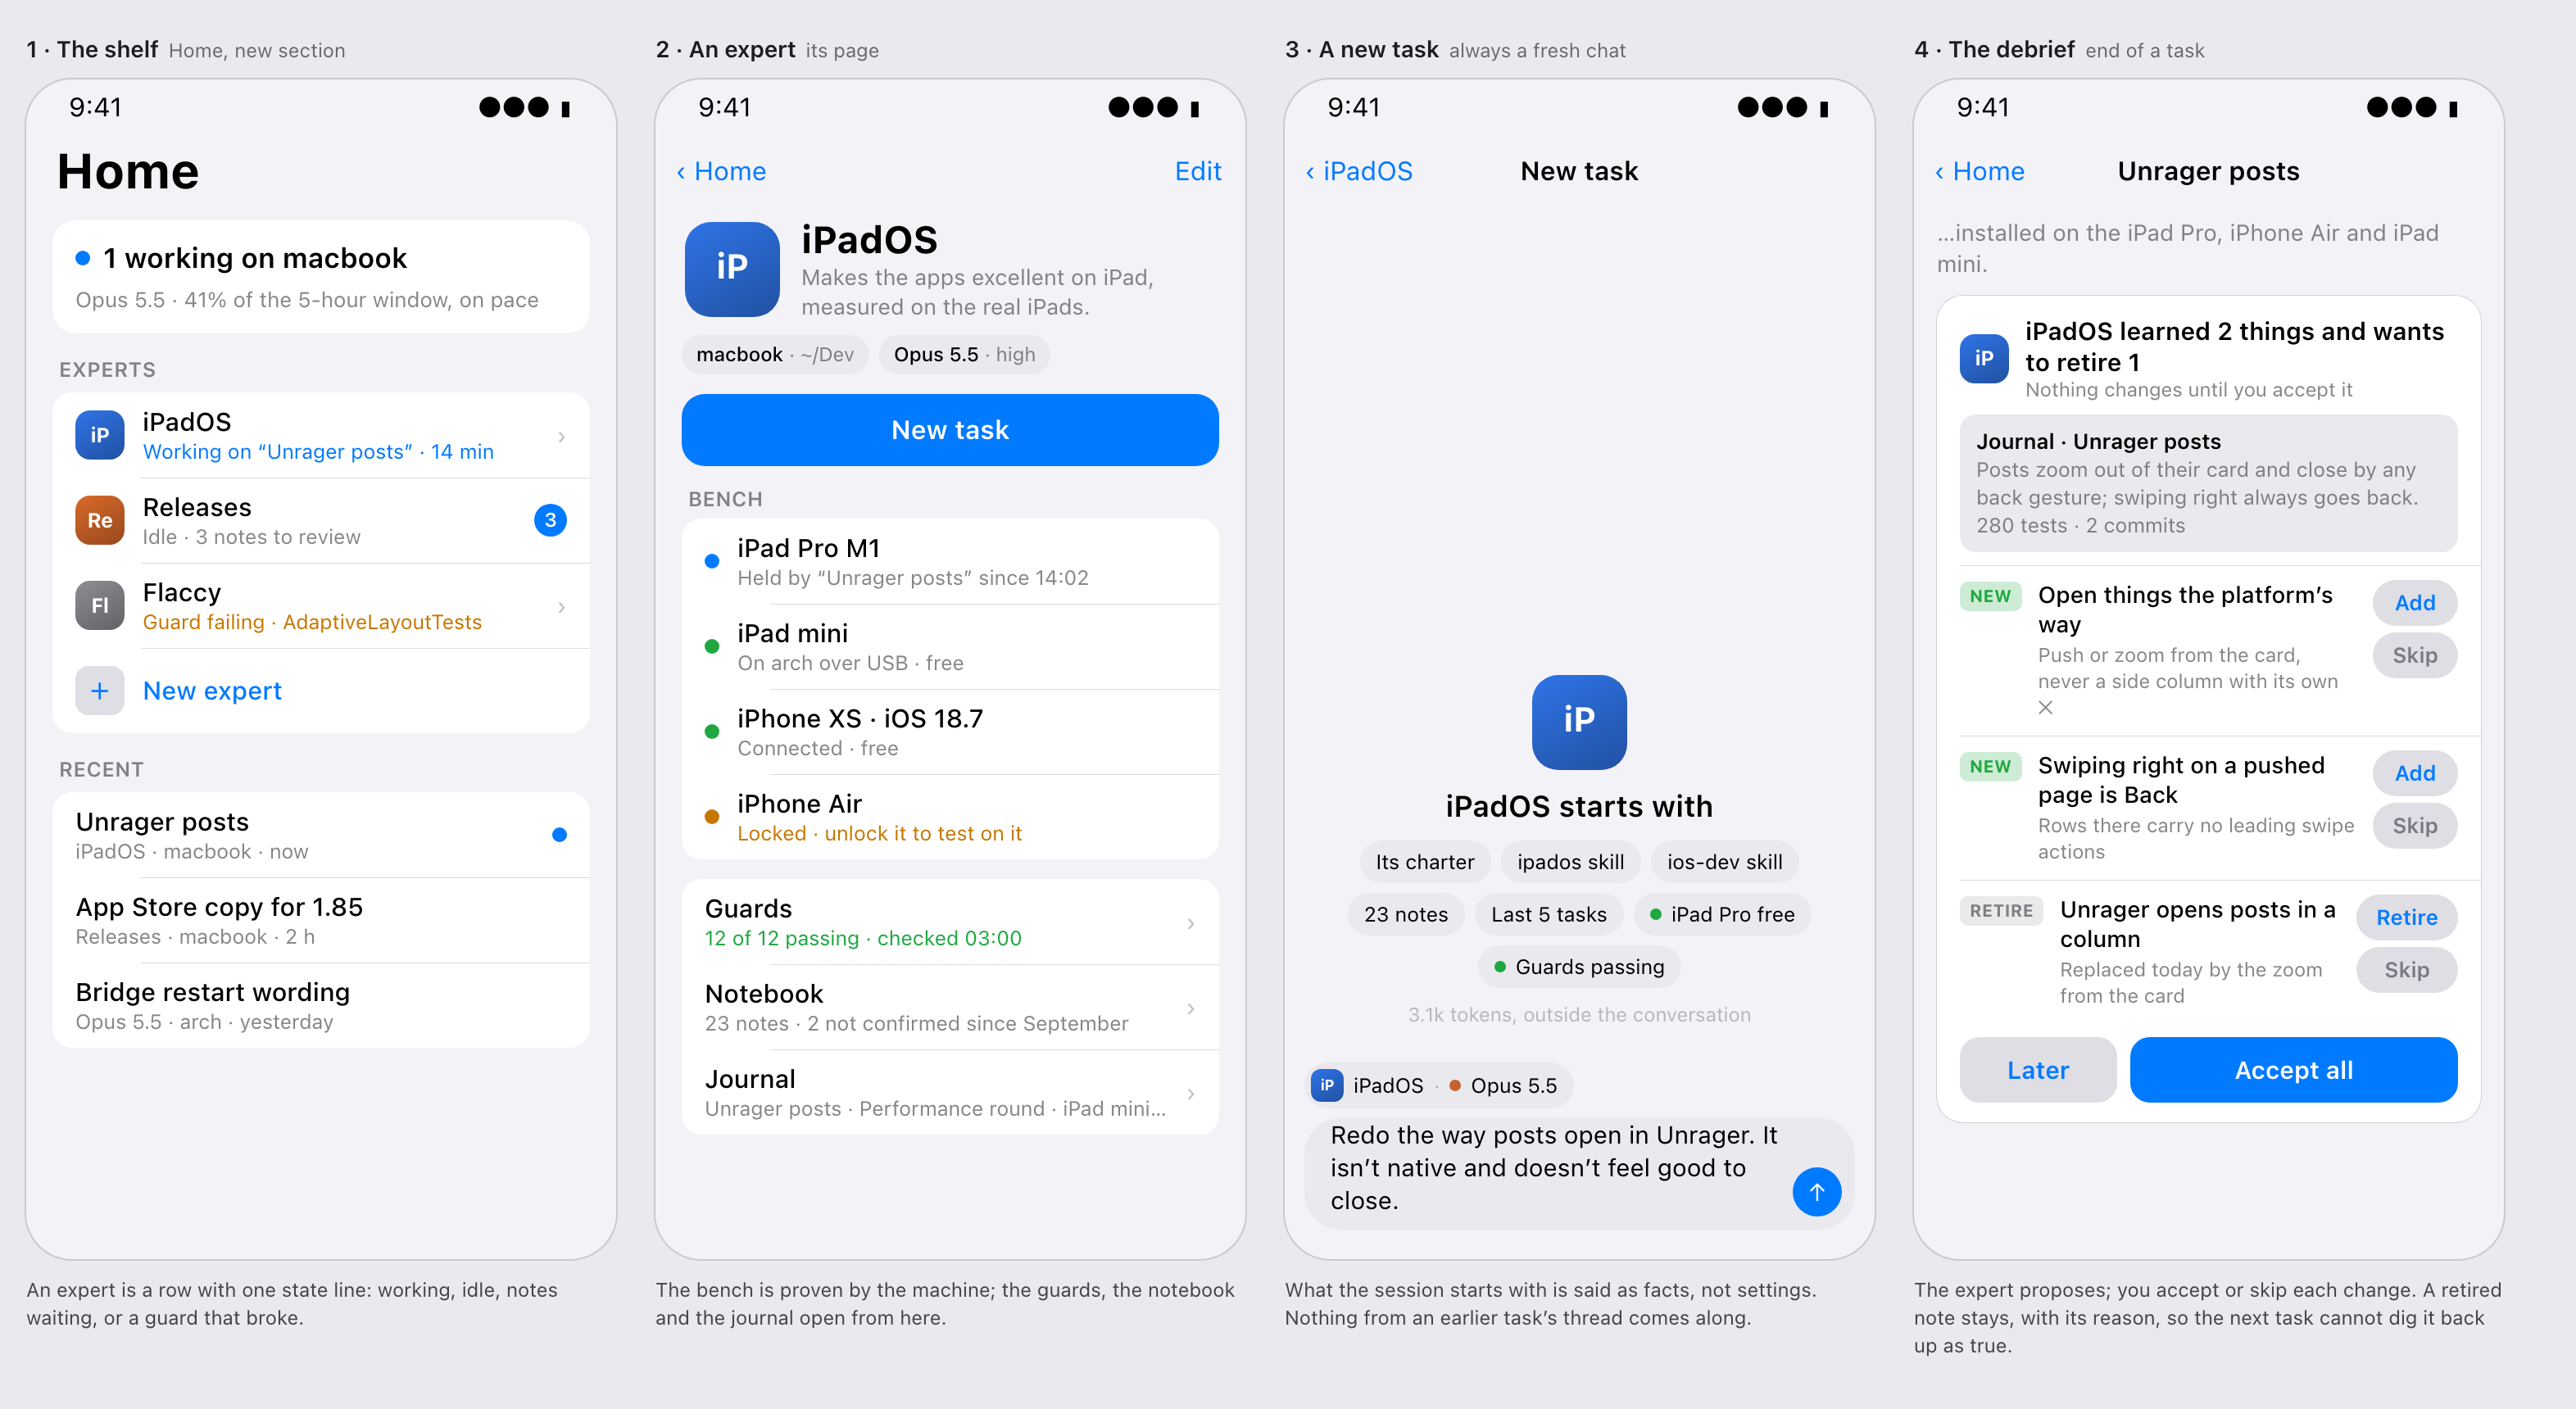 1 · The shelf Home, new section
9:41
Home
1 working on macbook
Opus 5.5 · 41% of the 5-hour window, on pace
EXPERTS
iP
iPadOS
Working on “Unrager posts” · 14 min
Re
Releases
Idle · 3 notes to review
3
Fl
Flaccy
Guard failing · AdaptiveLayoutTests
+ New expert
RECENT
Unrager posts
iPadOS · macbook · now
App Store copy for 1.85
Releases · macbook · 2 h
Bridge restart wording
Opus 5.5 · arch · yesterday
An expert is a row with one state line: working, idle, notes
waiting, or a guard that broke.
2 · An expert its page
9:41
‹ Home
Edit
iP
iPadOS
Makes the apps excellent on iPad,
measured on the real iPads.
macbook · ~/Dev
Opus 5.5 · high
New task
BENCH
iPad Pro M1
Held by “Unrager posts” since 14:02
iPad mini
On arch over USB · free
iPhone XS · iOS 18.7
Connected · free
iPhone Air
Locked · unlock it to test on it
Guards
12 of 12 passing · checked 03:00
Notebook
23 notes · 2 not confirmed since September
Journal
Unrager posts · Performance round · iPad mini...
The bench is proven by the machine; the guards, the notebook
and the journal open from here.
3 · A new task always a fresh chat
9:41
‹ iPadOS
New task
iP
iPadOS starts with
Its charter
ipados skill
ios-dev skill
23 notes
Last 5 tasks
iPad Pro free
Guards passing
3.1k tokens, outside the conversation
iP iPadOS · Opus 5.5
Redo the way posts open in Unrager. It
isn’t native and doesn’t feel good to
close.
↑
What the session starts with is said as facts, not settings.
Nothing from an earlier task’s thread comes along.
4 · The debrief end of a task
9:41
‹ Home
Unrager posts
...installed on the iPad Pro, iPhone Air and iPad
mini.
iP
iPadOS learned 2 things and wants
to retire 1
Nothing changes until you accept it
Journal · Unrager posts
Posts zoom out of their card and close by any
back gesture; swiping right always goes back.
280 tests · 2 commits
NEW
Open things the platform’s
way
Push or zoom from the card,
never a side column with its own
×
Add
Skip
NEW
Swiping right on a pushed
page is Back
Rows there carry no leading swipe
actions
Add
Skip
RETIRE
Unrager opens posts in a
column
Replaced today by the zoom
from the card
Retire
Skip
Later
Accept all
The expert proposes; you accept or skip each change. A retired
note stays, with its reason, so the next task cannot dig it back
up as true.